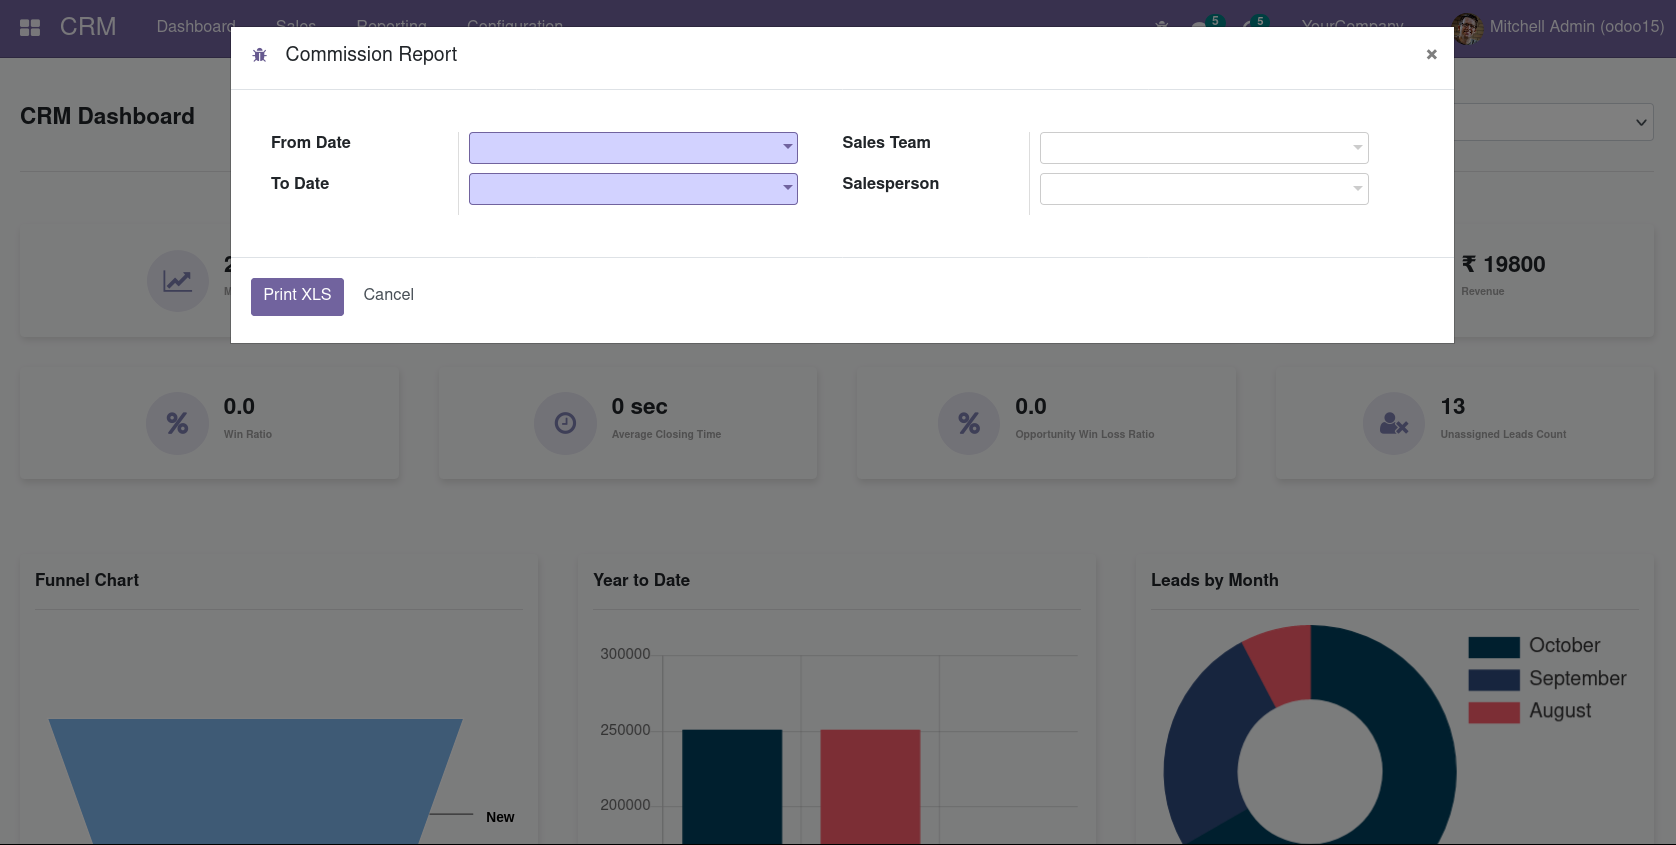 CRM
Dashboard
Sales
Reporting
Configuration
5
5
YourCompany
Mitchell Admin (odoo15)
Commission Report
×
CRM Dashboard
From Date
Sales Team
To Date
Salesperson
₹ 19800
Revenue
Print XLS
Cancel
0.0
Win Ratio
0 sec
Average Closing Time
0.0
Opportunity Win Loss Ratio
13
Unassigned Leads Count
Funnel Chart
Year to Date
Leads by Month
300000
250000
200000
October
September
August
New